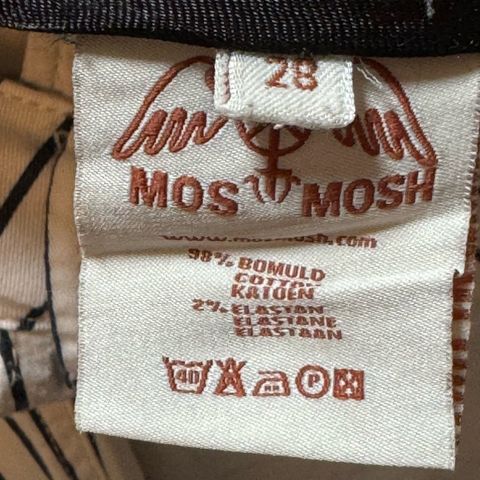 28
MOS MOSH
www.mosmosh.com
98% BOMULD
COTTON
KATOEN
2% ELASTAN
ELASTANE
ELASTAAN
40 P